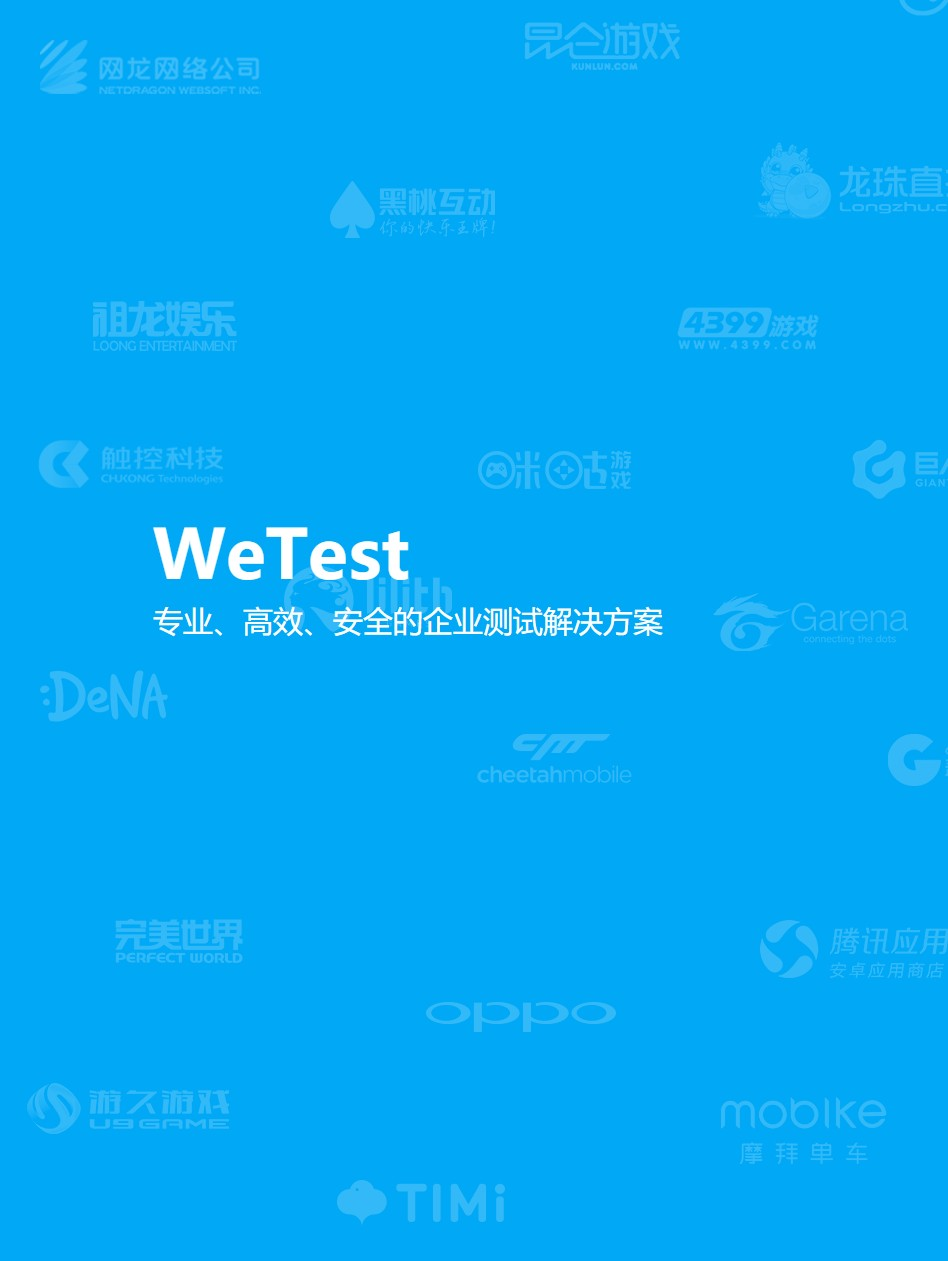 昆仑游戏
KUNLUN.COM
网龙网络公司
NETDRAGON WEBSOFT INC.
龙珠直
Longzhu.c
黑桃互动
你的快乐王牌!
祖龙娱乐
LOONG ENTERTAINMENT
4399游戏
WWW.4399.COM
触控科技
CHUKONG Technologies
咪咕游戏
巨人
GIANT
WeTest
lilith
专业、高效、安全的企业测试解决方案
Garena
connecting the dots
:DeNA
cm
cheetahmobile
完美世界
PERFECT WORLD
腾讯应用
安卓应用商店
oppo
游久游戏
U9GAME
mobike
摩拜单车
TIMi